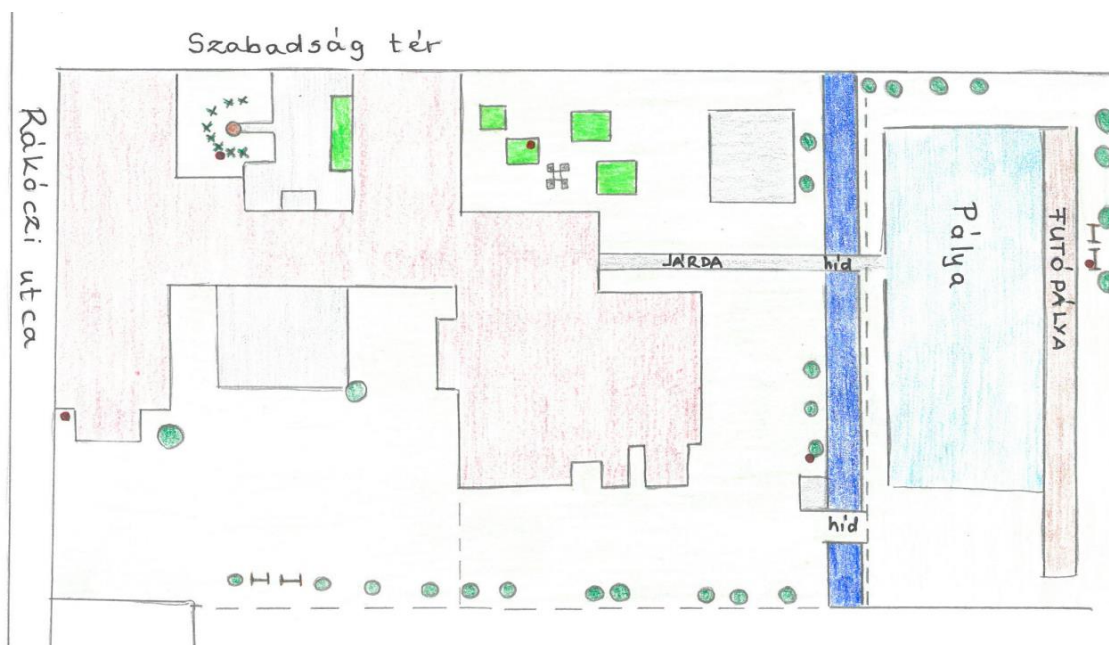 Szabadság tér
Rákóczi utca
JÁRDA
híd
Pálya
FUTÓPÁLYA
híd